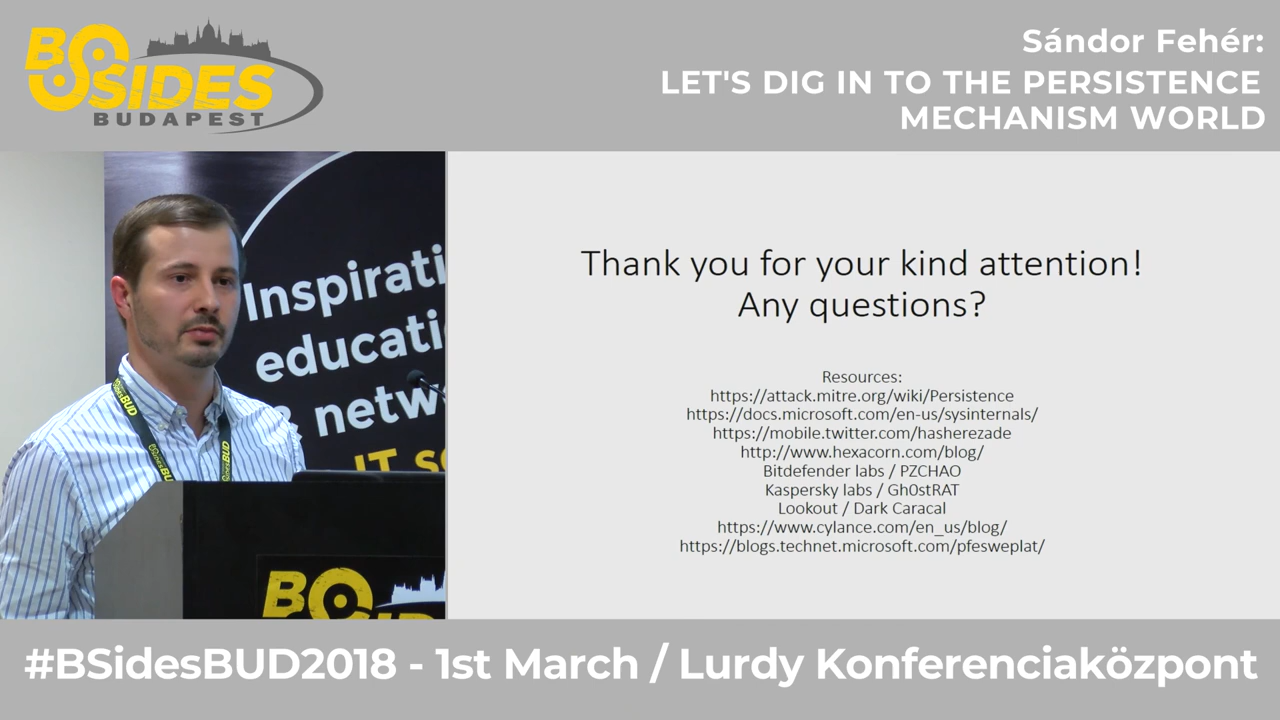 BSIDES
BUDAPEST
Sándor Fehér:
LET'S DIG IN TO THE PERSISTENCE
MECHANISM WORLD
Inspirati
educati
& netw
IT S
BSidesBUD
BSidesBU
BSidesBUD
BSIDES
Thank you for your kind attention!
Any questions?
Resources:
https://attack.mitre.org/wiki/Persistence
https://docs.microsoft.com/en-us/sysinternals/
https://mobile.twitter.com/hasherezade
http://www.hexacorn.com/blog/
Bitdefender labs / PZCHAO
Kaspersky labs / Gh0stRAT
Lookout / Dark Caracal
https://www.cylance.com/en_us/blog/
https://blogs.technet.microsoft.com/pfesweplat/
#BSidesBUD2018 - 1st March / Lurdy Konferenciaközpont